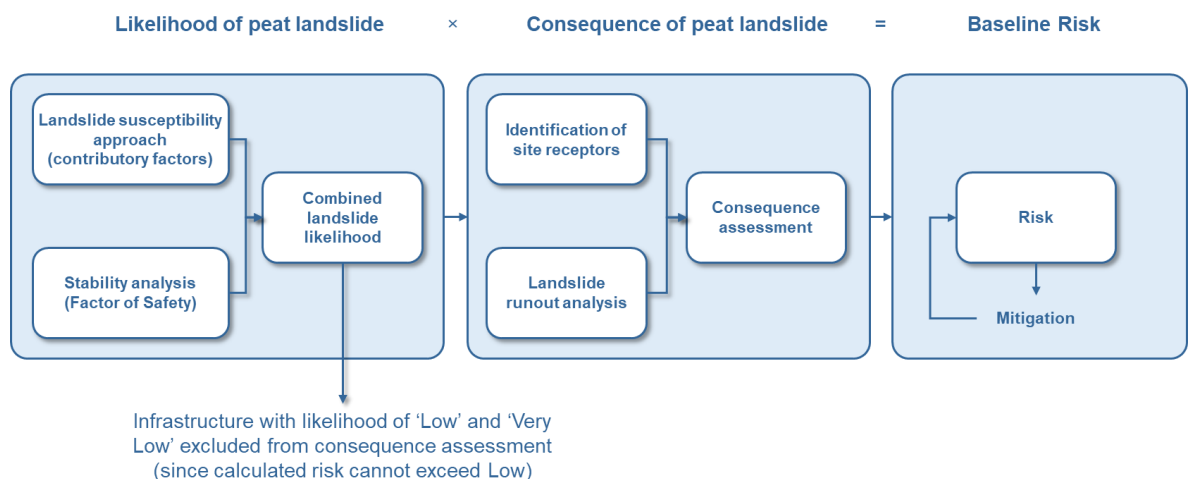 Likelihood of peat landslide × Consequence of peat landslide = Baseline Risk
Landslide susceptibility
approach
(contributory factors)
Stability analysis
(Factor of Safety)
Combined
landslide
likelihood
Identification of
site receptors
Landslide
runout analysis
Consequence
assessment
Risk
Mitigation
Infrastructure with likelihood of ‘Low’ and ‘Very
Low’ excluded from consequence assessment
(since calculated risk cannot exceed Low)